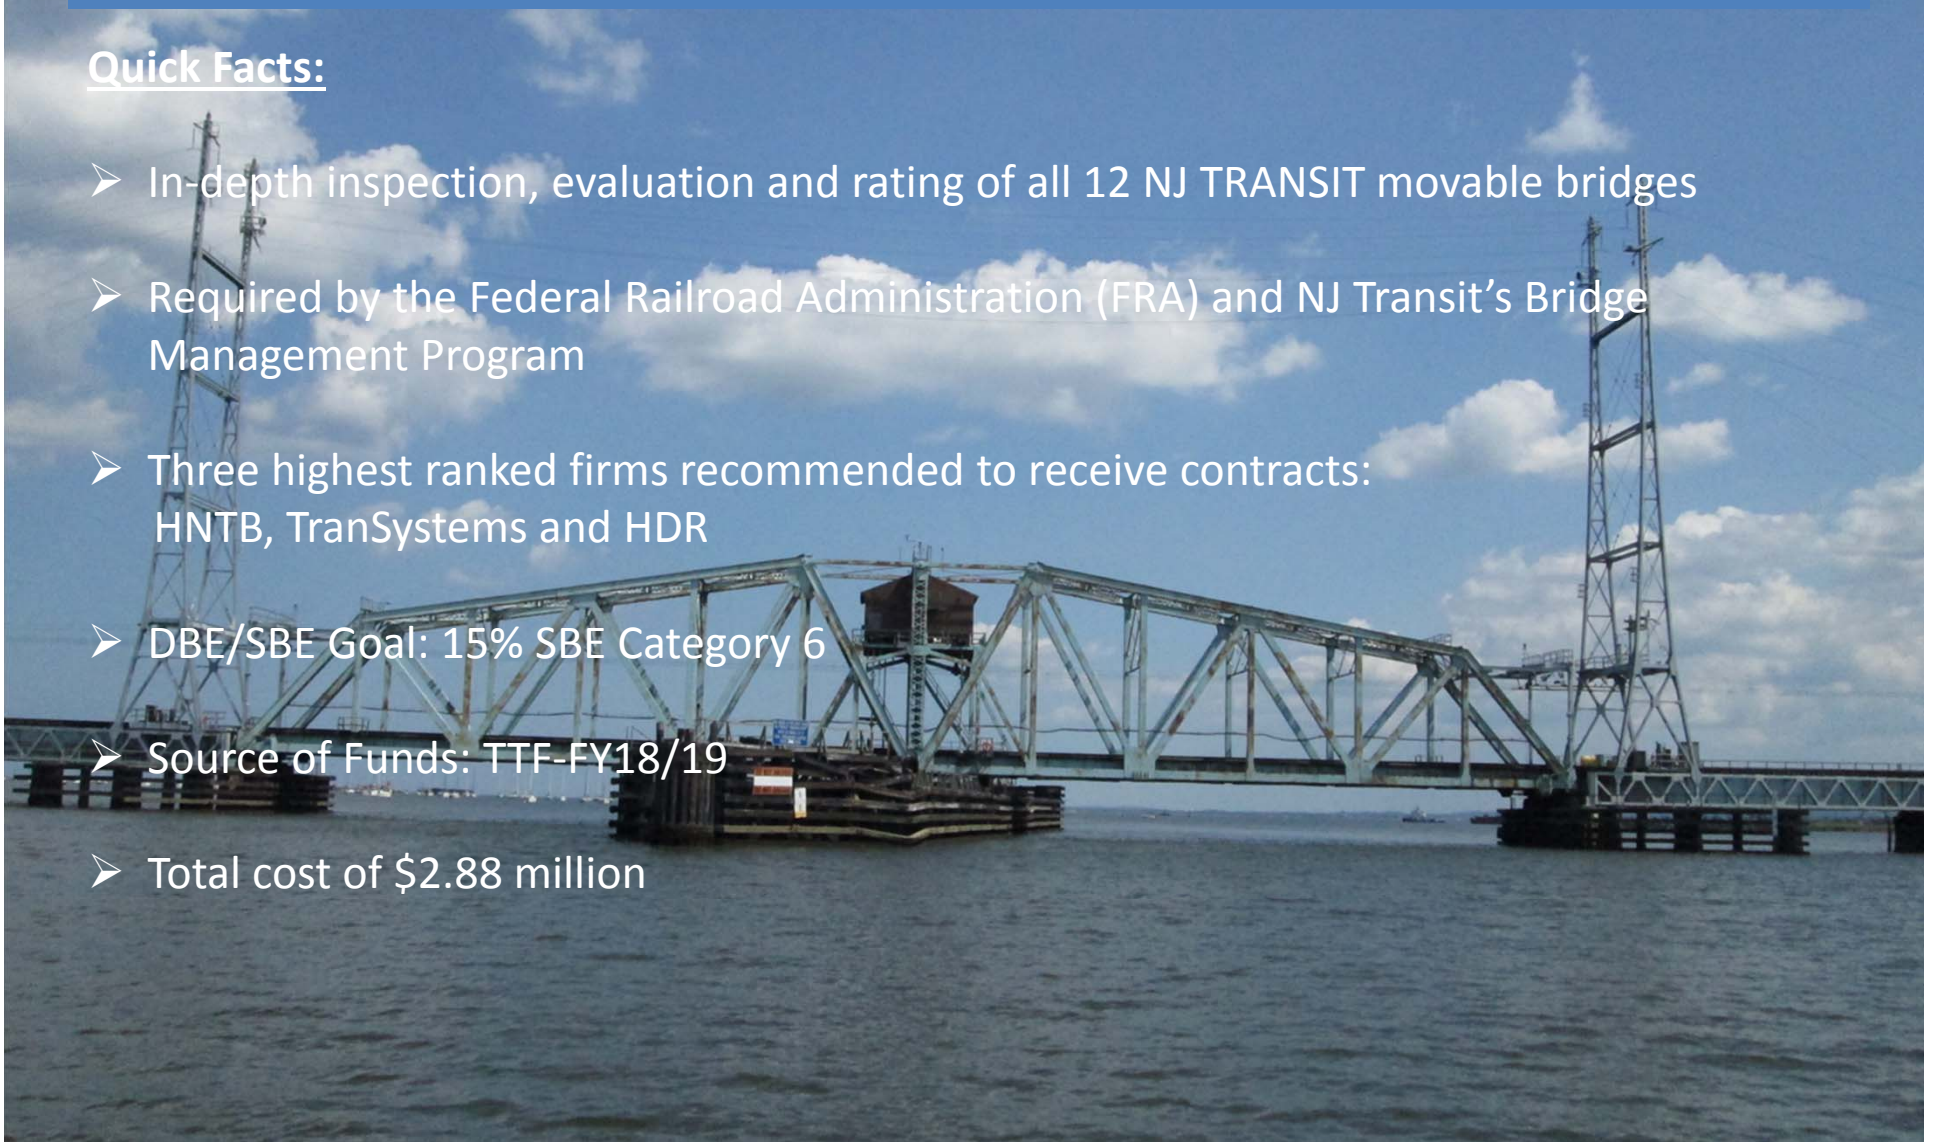 Quick Facts:
➢ In-depth inspection, evaluation and rating of all 12 NJ TRANSIT movable bridges
➢ Required by the Federal Railroad Administration (FRA) and NJ Transit’s Bridge
Management Program
➢ Three highest ranked firms recommended to receive contracts:
HNTB, TranSystems and HDR
➢ DBE/SBE Goal: 15% SBE Category 6
➢ Source of Funds: TTF-FY18/19
➢ Total cost of $2.88 million